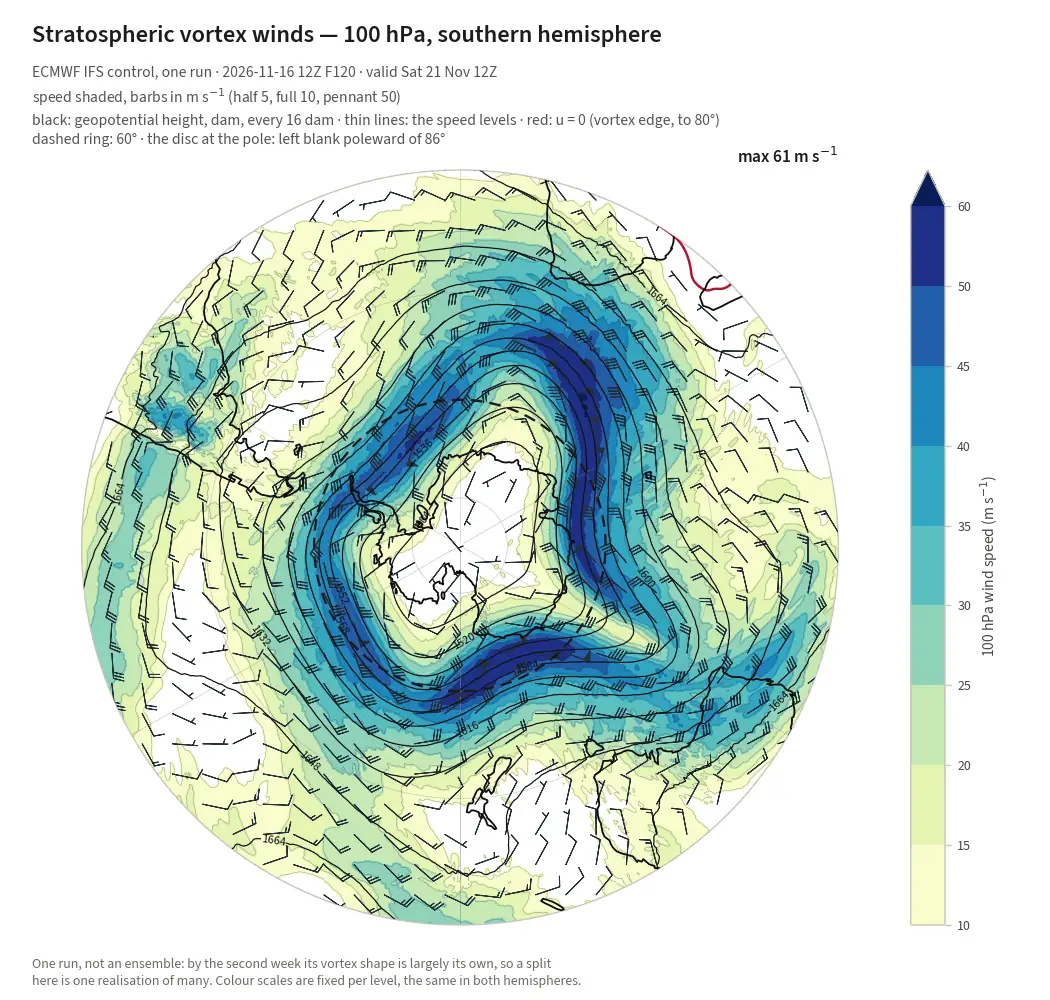 Stratospheric vortex winds — 100 hPa, southern hemisphere
ECMWF IFS control, one run · 2026-11-16 12Z F120 · valid Sat 21 Nov 12Z
speed shaded, barbs in m s⁻¹ (half 5, full 10, pennant 50)
black: geopotential height, dam, every 16 dam · thin lines: the speed levels · red: u = 0 (vortex edge, to 80°)
dashed ring: 60° · the disc at the pole: left blank poleward of 86°
max 61 m s⁻¹
60
50
45
40
35
30
25
20
15
10
100 hPa wind speed (m s⁻¹)
1664
1536
1664
1600
1552
1568
1632
1520
1584
1616
1664
1648
1664
One run, not an ensemble: by the second week its vortex shape is largely its own, so a split
here is one realisation of many. Colour scales are fixed per level, the same in both hemispheres.